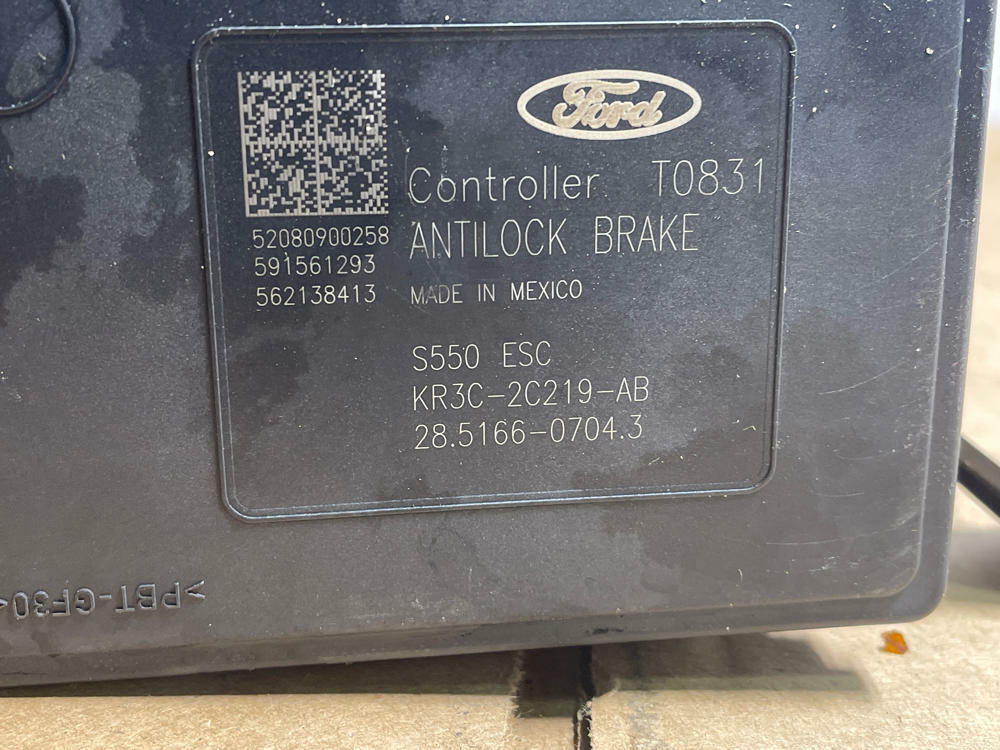 Ford
Controller T0831
ANTILOCK BRAKE
MADE IN MEXICO
52080900258
591561293
562138413
S550 ESC
KR3C-2C219-AB
28.5166-0704.3
>PBT-GF30<